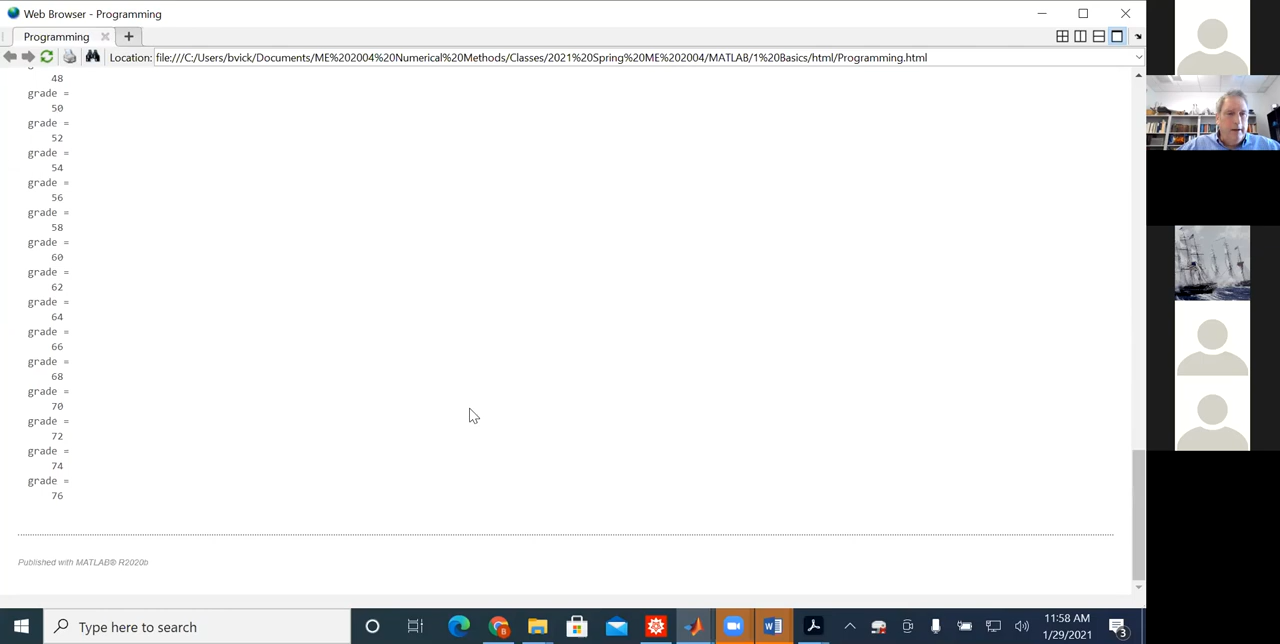 Web Browser - Programming
Programming
Location: file:///C:/Users/bvick/Documents/ME%202004%20Numerical%20Methods/Classes/2021%20Spring%20ME%202004/MATLAB/1%20Basics/html/Programming.html
48
grade =
50
grade =
52
grade =
54
grade =
56
grade =
58
grade =
60
grade =
62
grade =
64
grade =
66
grade =
68
grade =
70
grade =
72
grade =
74
grade =
76
Published with MATLAB® R2020b
Type here to search
11:58 AM
1/29/2021
3